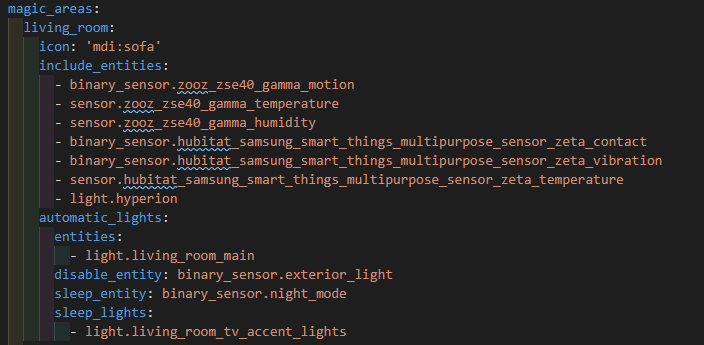 magic_areas:
  living_room:
    icon: 'mdi:sofa'
    include_entities:
      - binary_sensor.zooz_zse40_gamma_motion
      - sensor.zooz_zse40_gamma_temperature
      - sensor.zooz_zse40_gamma_humidity
      - binary_sensor.hubitat_samsung_smart_things_multipurpose_sensor_zeta_contact
      - binary_sensor.hubitat_samsung_smart_things_multipurpose_sensor_zeta_vibration
      - sensor.hubitat_samsung_smart_things_multipurpose_sensor_zeta_temperature
      - light.hyperion
    automatic_lights:
      entities:
        - light.living_room_main
      disable_entity: binary_sensor.exterior_light
      sleep_entity: binary_sensor.night_mode
      sleep_lights:
        - light.living_room_tv_accent_lights